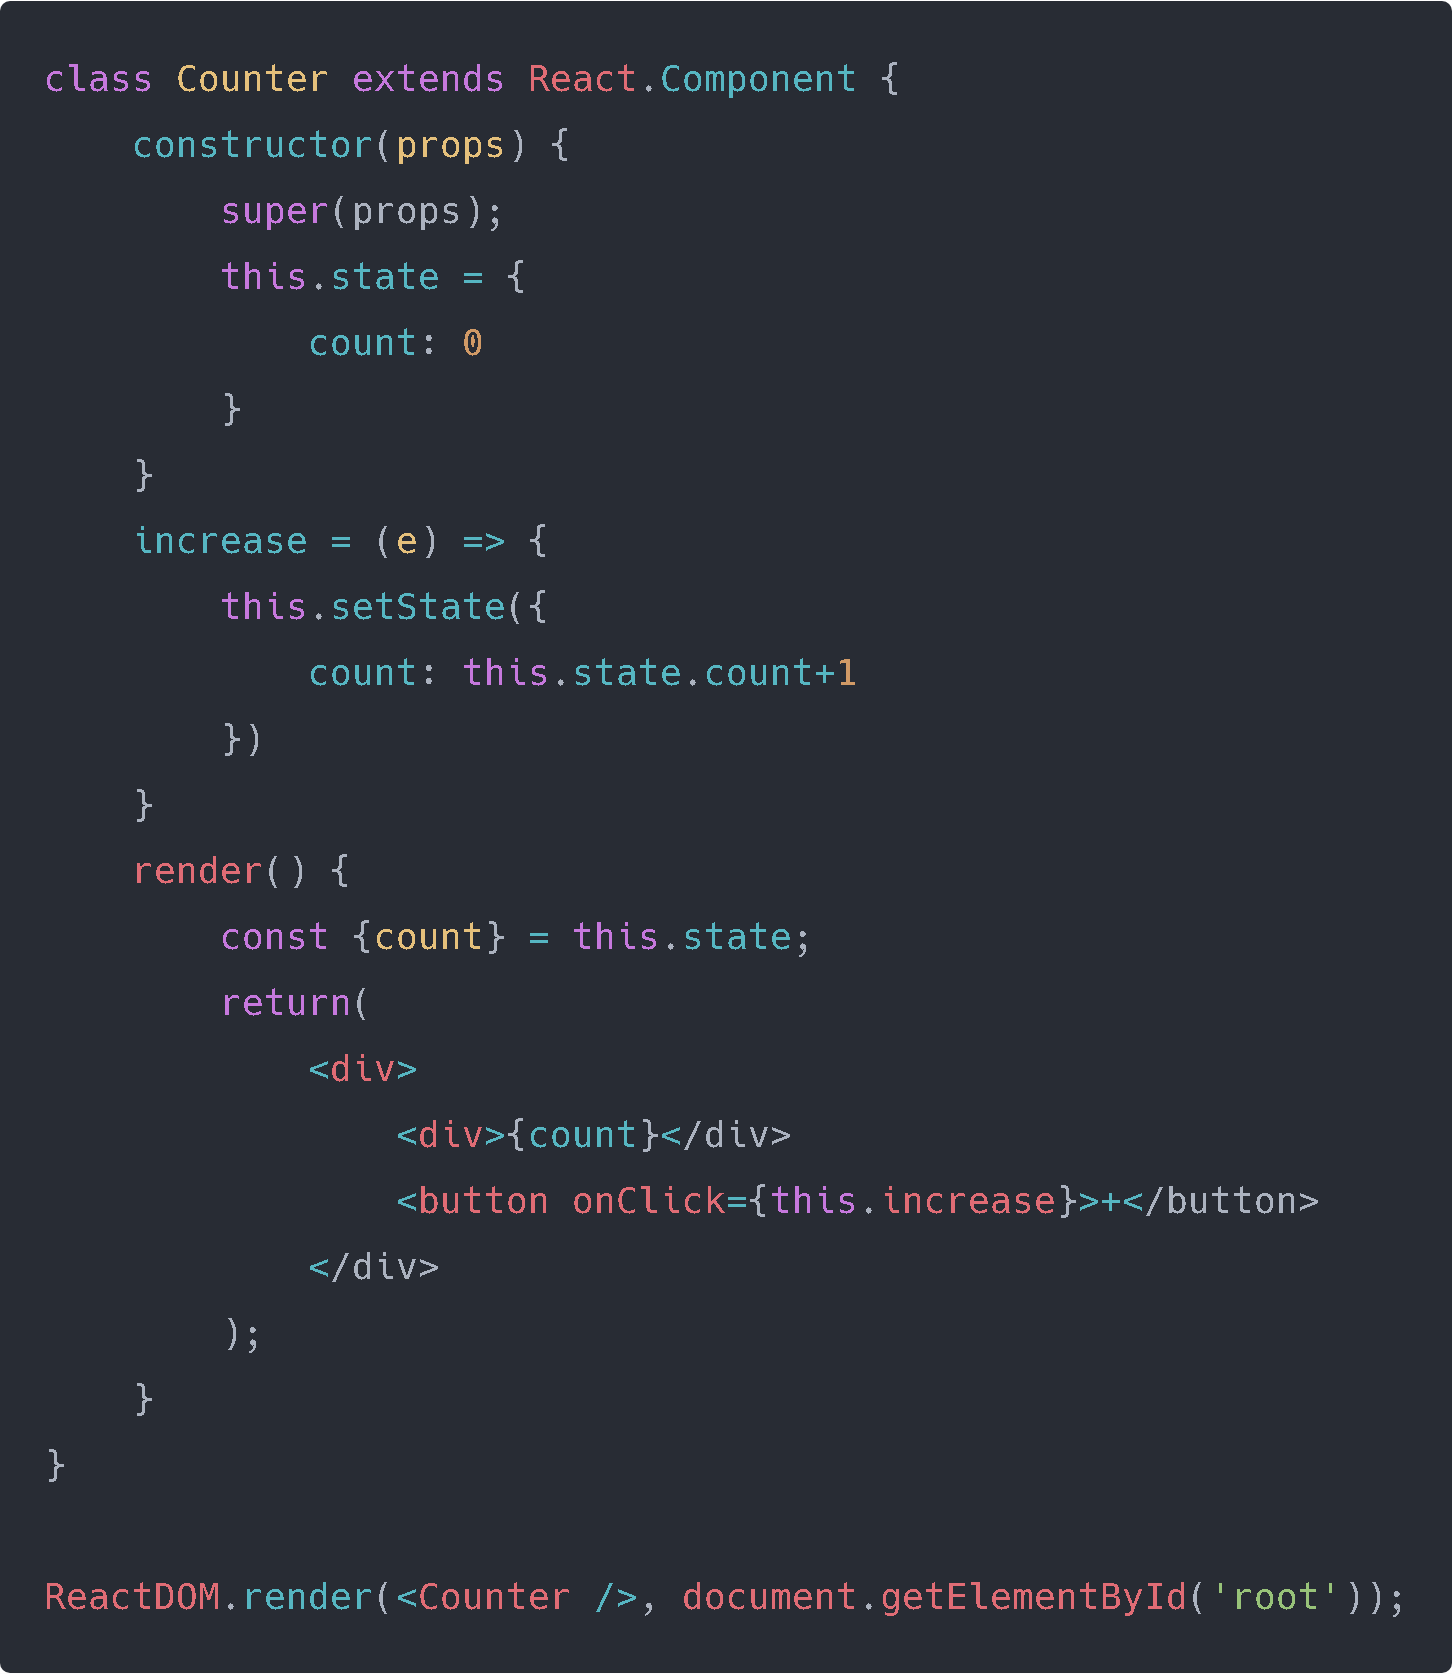 class Counter extends React.Component {
    constructor(props) {
        super(props);
        this.state = {
            count: 0
        }
    }
    increase = (e) => {
        this.setState({
            count: this.state.count+1
        })
    }
    render() {
        const {count} = this.state;
        return(
            <div>
                <div>{count}</div>
                <button onClick={this.increase}>+</button>
            </div>
        );
    }
}

ReactDOM.render(<Counter />, document.getElementById('root'));